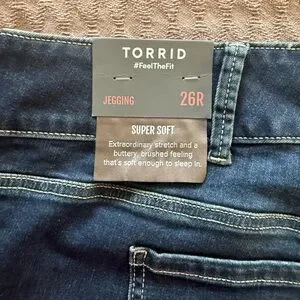 TORRID
#FeelTheFit
JEGGING 26R
SUPER SOFT
Extraordinary stretch and a
buttery, brushed feeling
that's soft enough to sleep in.